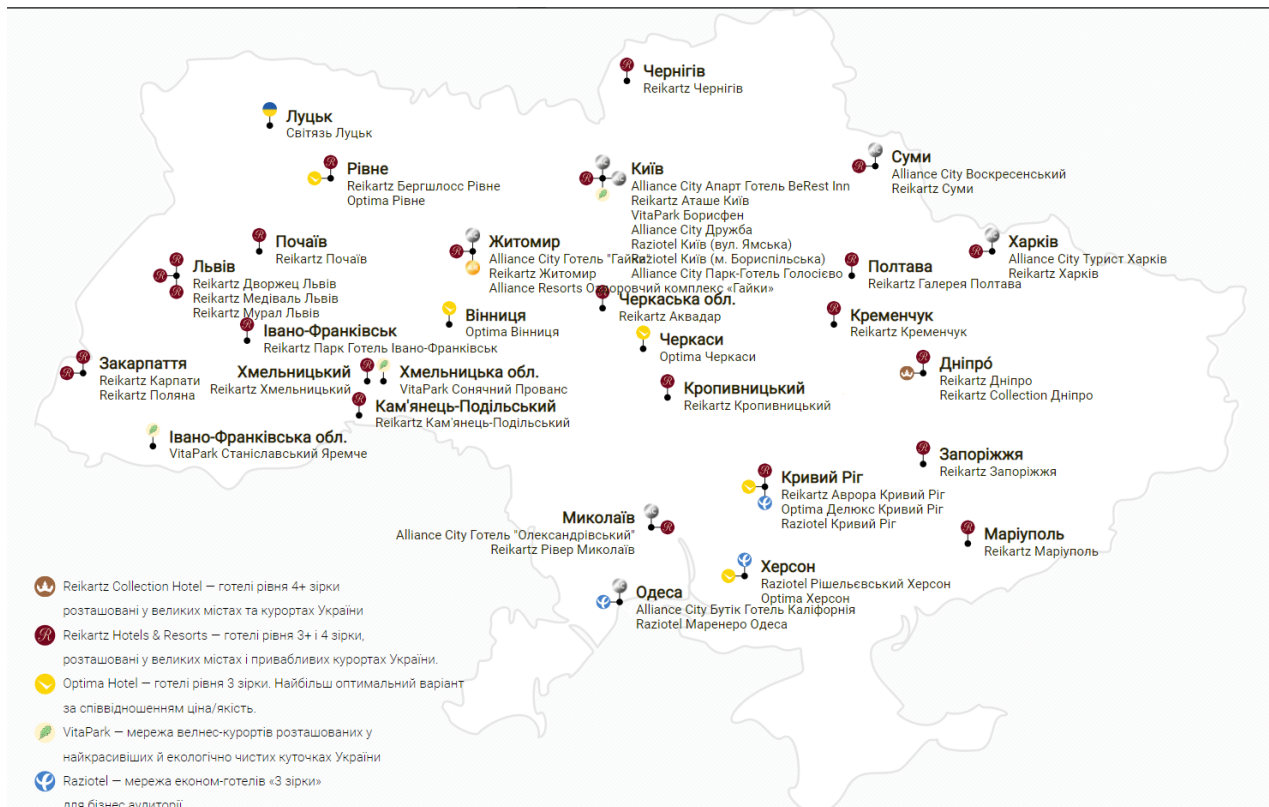 Чернігів
Reikartz Чернігів
Луцьк
Світязь Луцьк
Рівне
Reikartz Бергшлосс Рівне
Optima Рівне
Київ
Alliance City Апарт Готель BeRest Inn
Reikartz Аташе Київ
VitaPark Борисфен
Alliance City Дружба
Raziotel Київ (вул. Ямська)
Raziotel Київ (м. Бориспільська)
Alliance City Парк-Готель Голосієво
Суми
Alliance City Воскресенський
Reikartz Суми
Почаїв
Reikartz Почаїв
Житомир
Alliance City Готель "Гайки"
Reikartz Житомир
Alliance Resorts Оздоровчий комплекс «Гайки»
Харків
Alliance City Турист Харків
Reikartz Харків
Львів
Reikartz Дворжец Львів
Reikartz Медіваль Львів
Reikartz Мурал Львів
Полтава
Reikartz Галерея Полтава
Черкаська обл.
Reikartz Аквадар
Вінниця
Optima Вінниця
Кременчук
Reikartz Кременчук
Івано-Франківськ
Reikartz Парк Готель Івано-Франківськ
Черкаси
Optima Черкаси
Закарпаття
Reikartz Карпати
Reikartz Поляна
Хмельницький
Reikartz Хмельницький
Хмельницька обл.
VitaPark Сонячний Прованс
Дніпро́
Reikartz Дніпро
Reikartz Collection Дніпро
Кропивницький
Reikartz Кропивницький
Кам'янець-Подільський
Reikartz Кам'янець-Подільський
Івано-Франківська обл.
VitaPark Станіславський Яремче
Запоріжжя
Reikartz Запоріжжя
Кривий Ріг
Reikartz Аврора Кривий Ріг
Optima Делюкс Кривий Ріг
Raziotel Кривий Ріг
Миколаїв
Alliance City Готель "Олександрівський"
Reikartz Рівер Миколаїв
Маріуполь
Reikartz Маріуполь
Херсон
Raziotel Рішельєвський Херсон
Optima Херсон
Одеса
Alliance City Бутік Готель Каліфорнія
Raziotel Маренеро Одеса
Reikartz Collection Hotel — готелі рівня 4+ зірки
розташовані у великих містах та курортах України
Reikartz Hotels & Resorts — готелі рівня 3+ і 4 зірки,
розташовані у великих містах і привабливих курортах України.
Optima Hotel — готелі рівня 3 зірки. Найбільш оптимальний варіант
за співвідношенням ціна/якість.
VitaPark — мережа велнес-курортів розташованих у
найкрасивіших й екологічно чистих куточках України
Raziotel — мережа економ-готелів «3 зірки»
для бізнес аудиторії